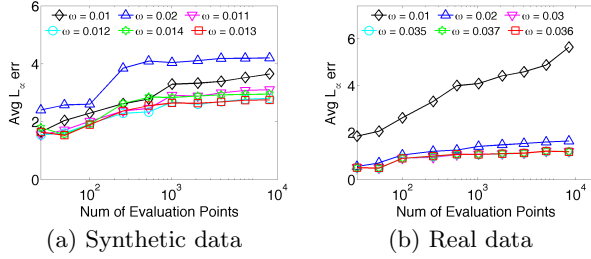 6
4
2
0
Avg Lα err
ω = 0.01
ω = 0.02
ω = 0.011
ω = 0.012
ω = 0.014
ω = 0.013
10²
10³
10⁴
Num of Evaluation Points
(a) Synthetic data
6
4
2
0
Avg Lα err
ω = 0.01
ω = 0.02
ω = 0.03
ω = 0.035
ω = 0.037
ω = 0.036
10²
10³
10⁴
Num of Evaluation Points
(b) Real data